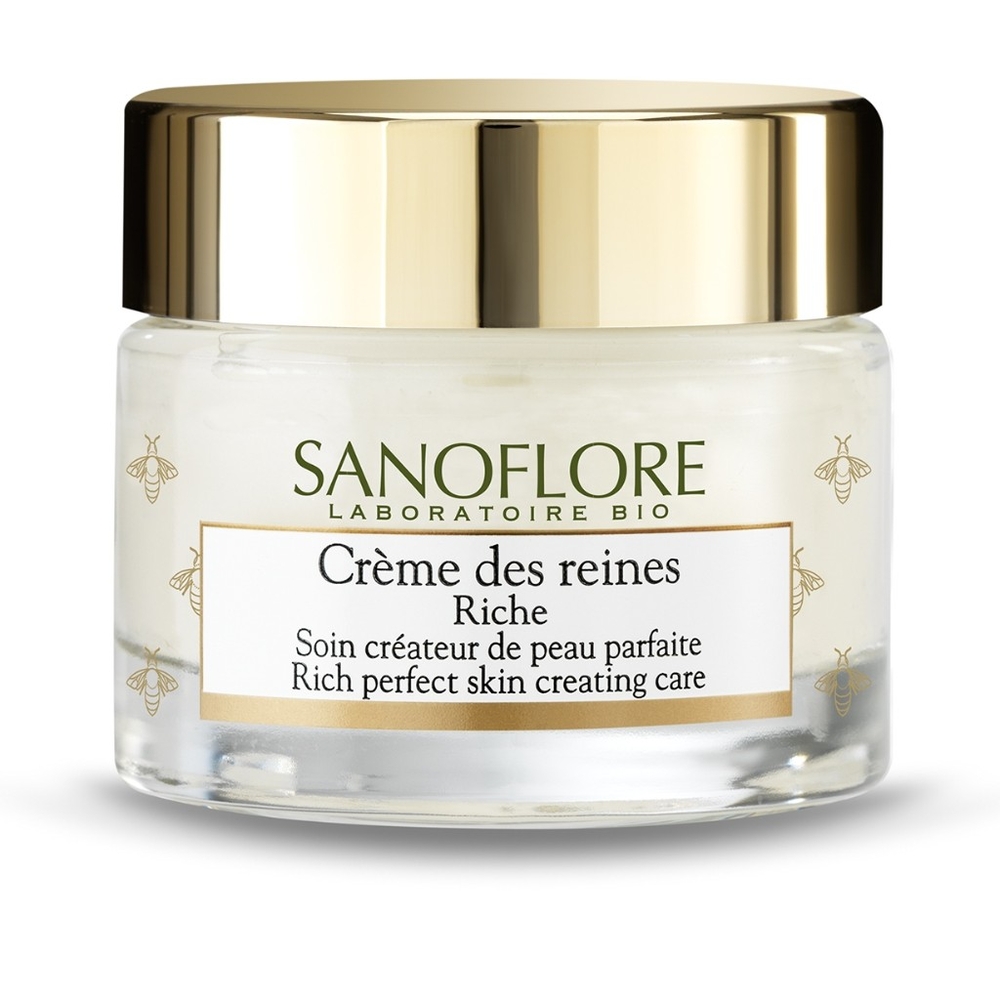 SANOFLORE
LABORATOIRE BIO
Crème des reines
Riche
Soin créateur de peau parfaite
Rich perfect skin creating care